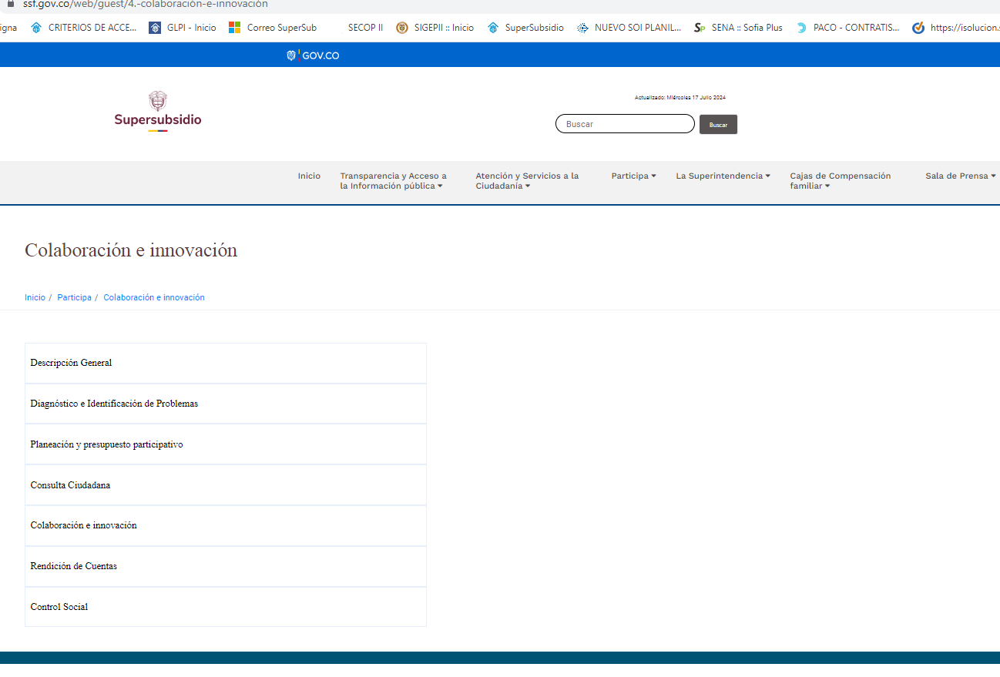 ssf.gov.co/web/guest/4.-colaboración-e-innovación
igna CRITERIOS DE ACCE... GLPI - Inicio Correo SuperSub SECOP II SIGEPII :: Inicio SuperSubsidio NUEVO SOI PLANIL... SENA :: Sofia Plus PACO - CONTRATIS... https://isolucion.s
GOV.CO
Actualizado: Miércoles 17 Julio 2024
Supersubsidio
Buscar Buscar
Inicio Transparencia y Acceso a la Información pública Atención y Servicios a la Ciudadanía Participa La Superintendencia Cajas de Compensación familiar Sala de Prensa
Colaboración e innovación
Inicio / Participa / Colaboración e innovación
Descripción General
Diagnóstico e Identificación de Problemas
Planeación y presupuesto participativo
Consulta Ciudadana
Colaboración e innovación
Rendición de Cuentas
Control Social